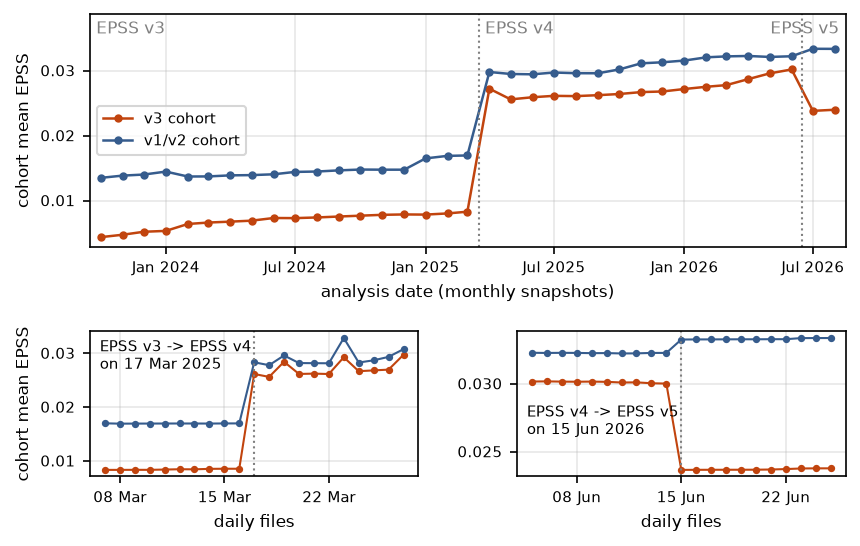 EPSS v3
EPSS v4
EPSS v5
cohort mean EPSS
0.03
0.02
0.01
v3 cohort
v1/v2 cohort
Jan 2024
Jul 2024
Jan 2025
Jul 2025
Jan 2026
Jul 2026
analysis date (monthly snapshots)
cohort mean EPSS
0.03
0.02
0.01
EPSS v3 -> EPSS v4
on 17 Mar 2025
08 Mar
15 Mar
22 Mar
daily files
0.030
0.025
EPSS v4 -> EPSS v5
on 15 Jun 2026
08 Jun
15 Jun
22 Jun
daily files